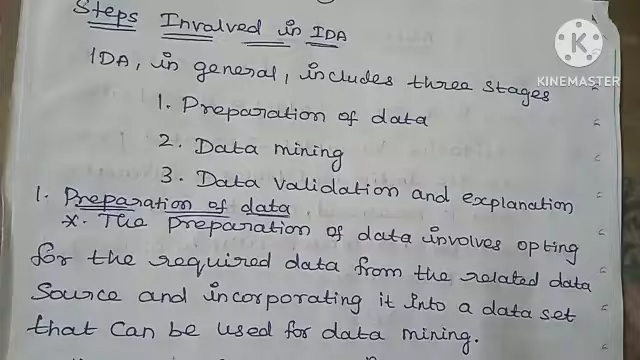 Steps Involved in IDA
IDA, in general, includes three stages
1. Preparation of data
2. Data mining
3. Data validation and explanation
1. Preparation of data
*. The preparation of data involves opting
for the required data from the related data
source and incorporating it into a data set
that can be used for data mining.
K
KINEMASTER